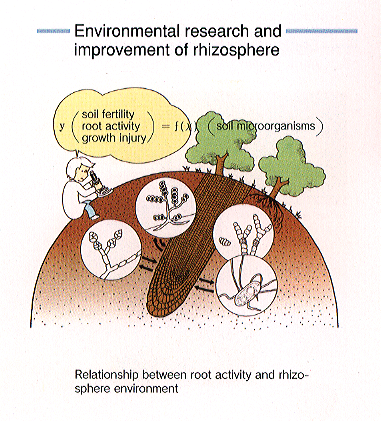 Environmental research and
improvement of rhizosphere
soil fertility
y ( root activity ) = f(x) ( soil microorganisms )
growth injury
Relationship between root activity and rhizo-
sphere environment